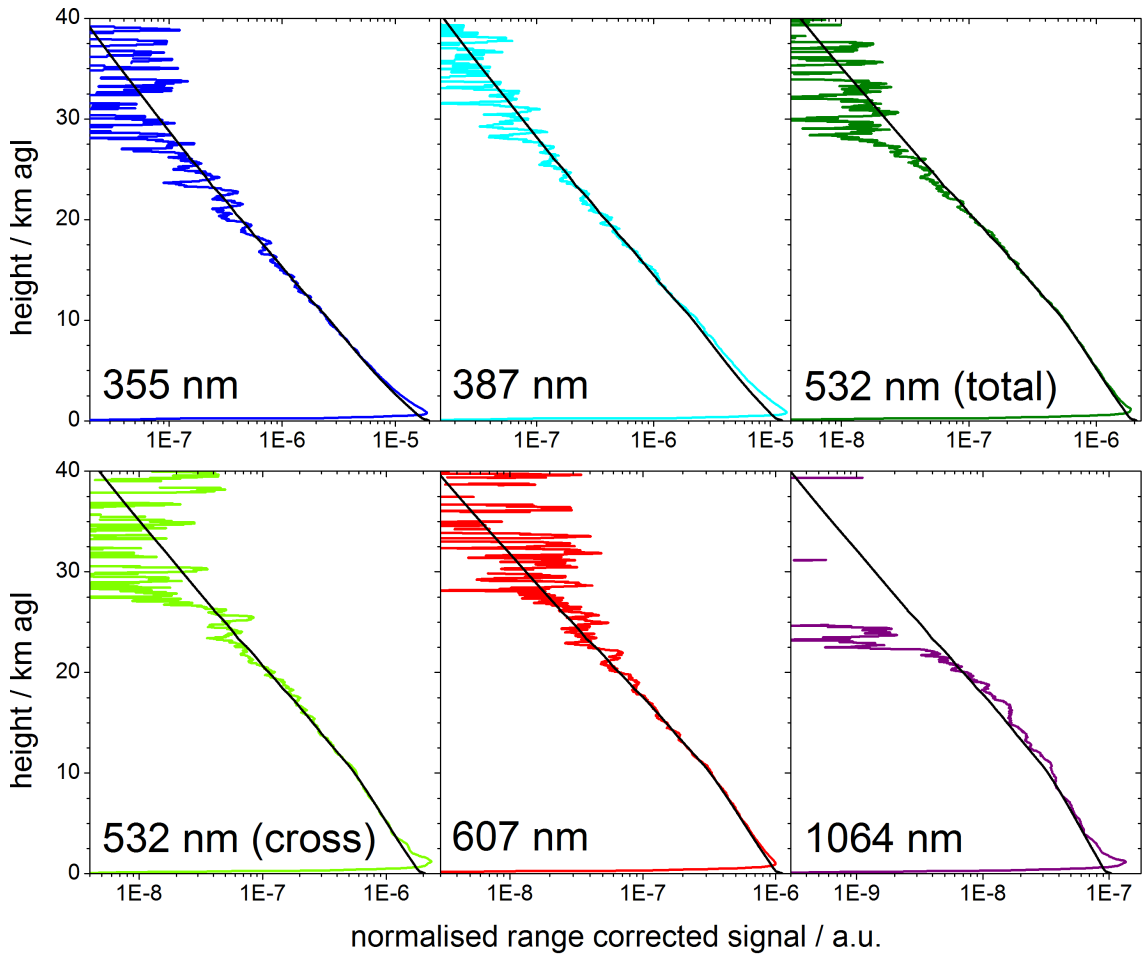 40
30
20
10
0
height / km agl
355 nm
387 nm
532 nm (total)
1E-7 1E-6 1E-5
1E-7 1E-6 1E-5
1E-8 1E-7 1E-6
40
30
20
10
0
height / km agl
532 nm (cross)
607 nm
1064 nm
1E-8 1E-7 1E-6
1E-8 1E-7 1E-6
1E-9 1E-8 1E-7
normalised range corrected signal / a.u.